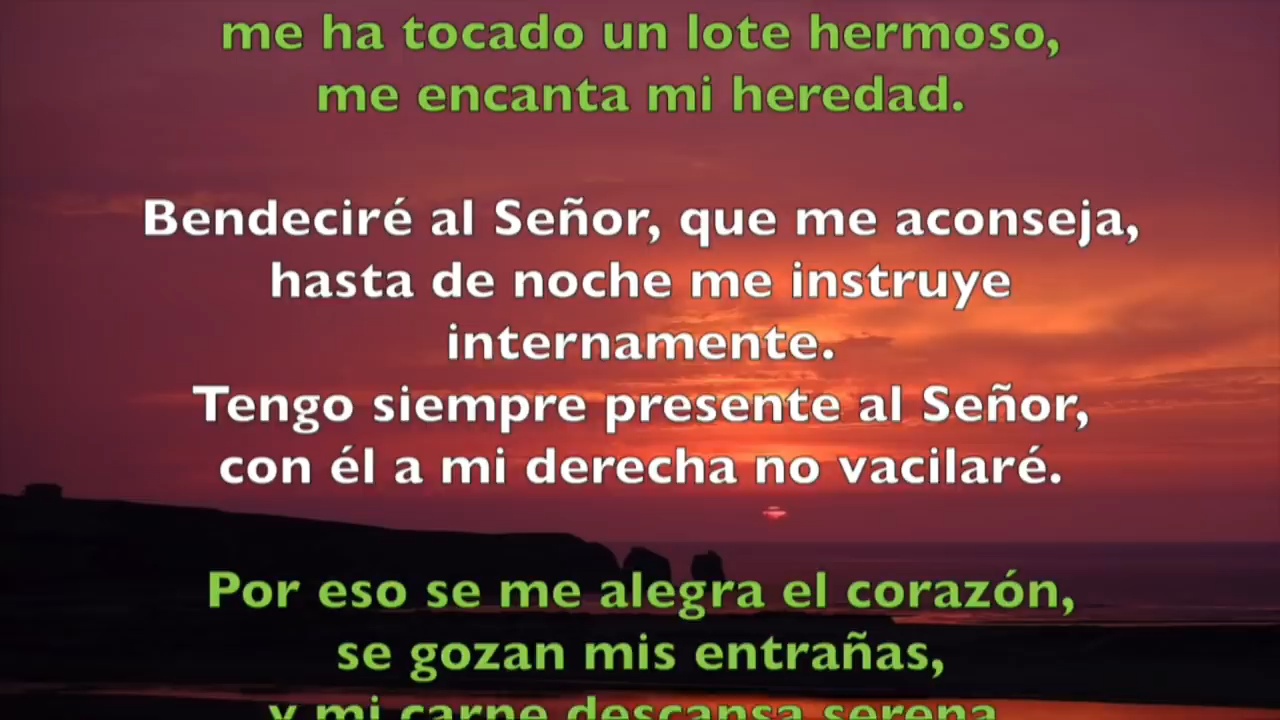 me ha tocado un lote hermoso,
me encanta mi heredad.
Bendeciré al Señor, que me aconseja,
hasta de noche me instruye
internamente.
Tengo siempre presente al Señor,
con él a mi derecha no vacilaré.
Por eso se me alegra el corazón,
se gozan mis entrañas,
y mi carne descansa serena